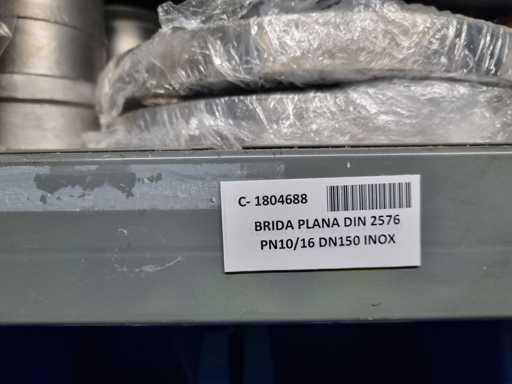 C- 1804688
BRIDA PLANA DIN 2576
PN10/16 DN150 INOX